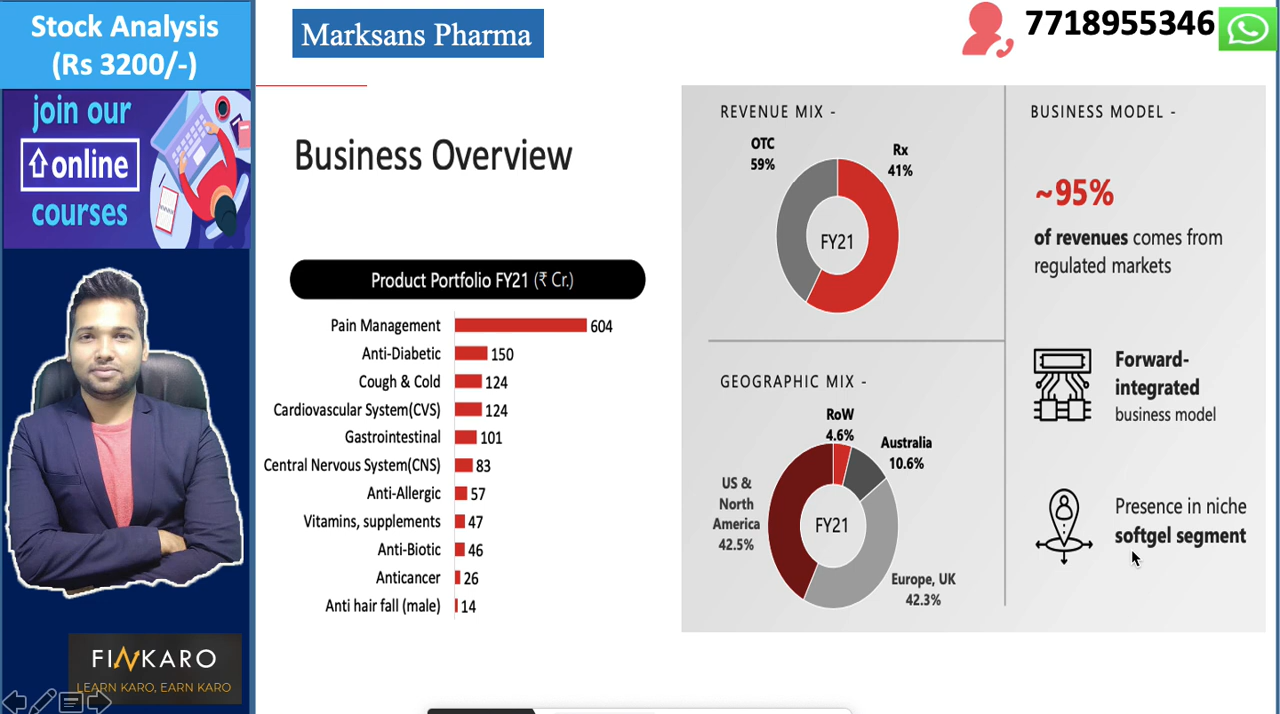 Stock Analysis
(Rs 3200/-)
join our
online
courses
FINKARO
LEARN KARO, EARN KARO
Marksans Pharma
7718955346
Business Overview
Product Portfolio FY21 (₹ Cr.)
Pain Management 604
Anti-Diabetic 150
Cough & Cold 124
Cardiovascular System(CVS) 124
Gastrointestinal 101
Central Nervous System(CNS) 83
Anti-Allergic 57
Vitamins, supplements 47
Anti-Biotic 46
Anticancer 26
Anti hair fall (male) 14
REVENUE MIX -
OTC
59%
Rx
41%
FY21
GEOGRAPHIC MIX -
RoW
4.6%
Australia
10.6%
US &
North
America
42.5%
FY21
Europe, UK
42.3%
BUSINESS MODEL -
~95%
of revenues comes from
regulated markets
Forward-
integrated
business model
Presence in niche
softgel segment